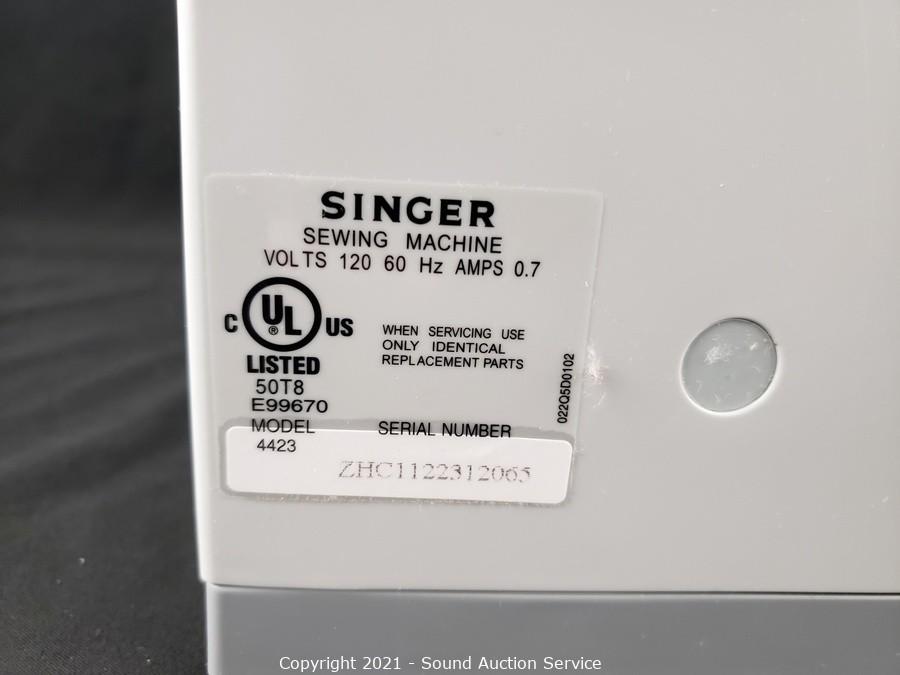 SINGER
SEWING MACHINE
VOLTS 120 60 Hz AMPS 0.7
C UL ® US
LISTED
50T8
E99670
WHEN SERVICING USE
ONLY IDENTICAL
REPLACEMENT PARTS
022Q5D0102
MODEL
4423
SERIAL NUMBER
ZHC1122312065
Copyright 2021 - Sound Auction Service